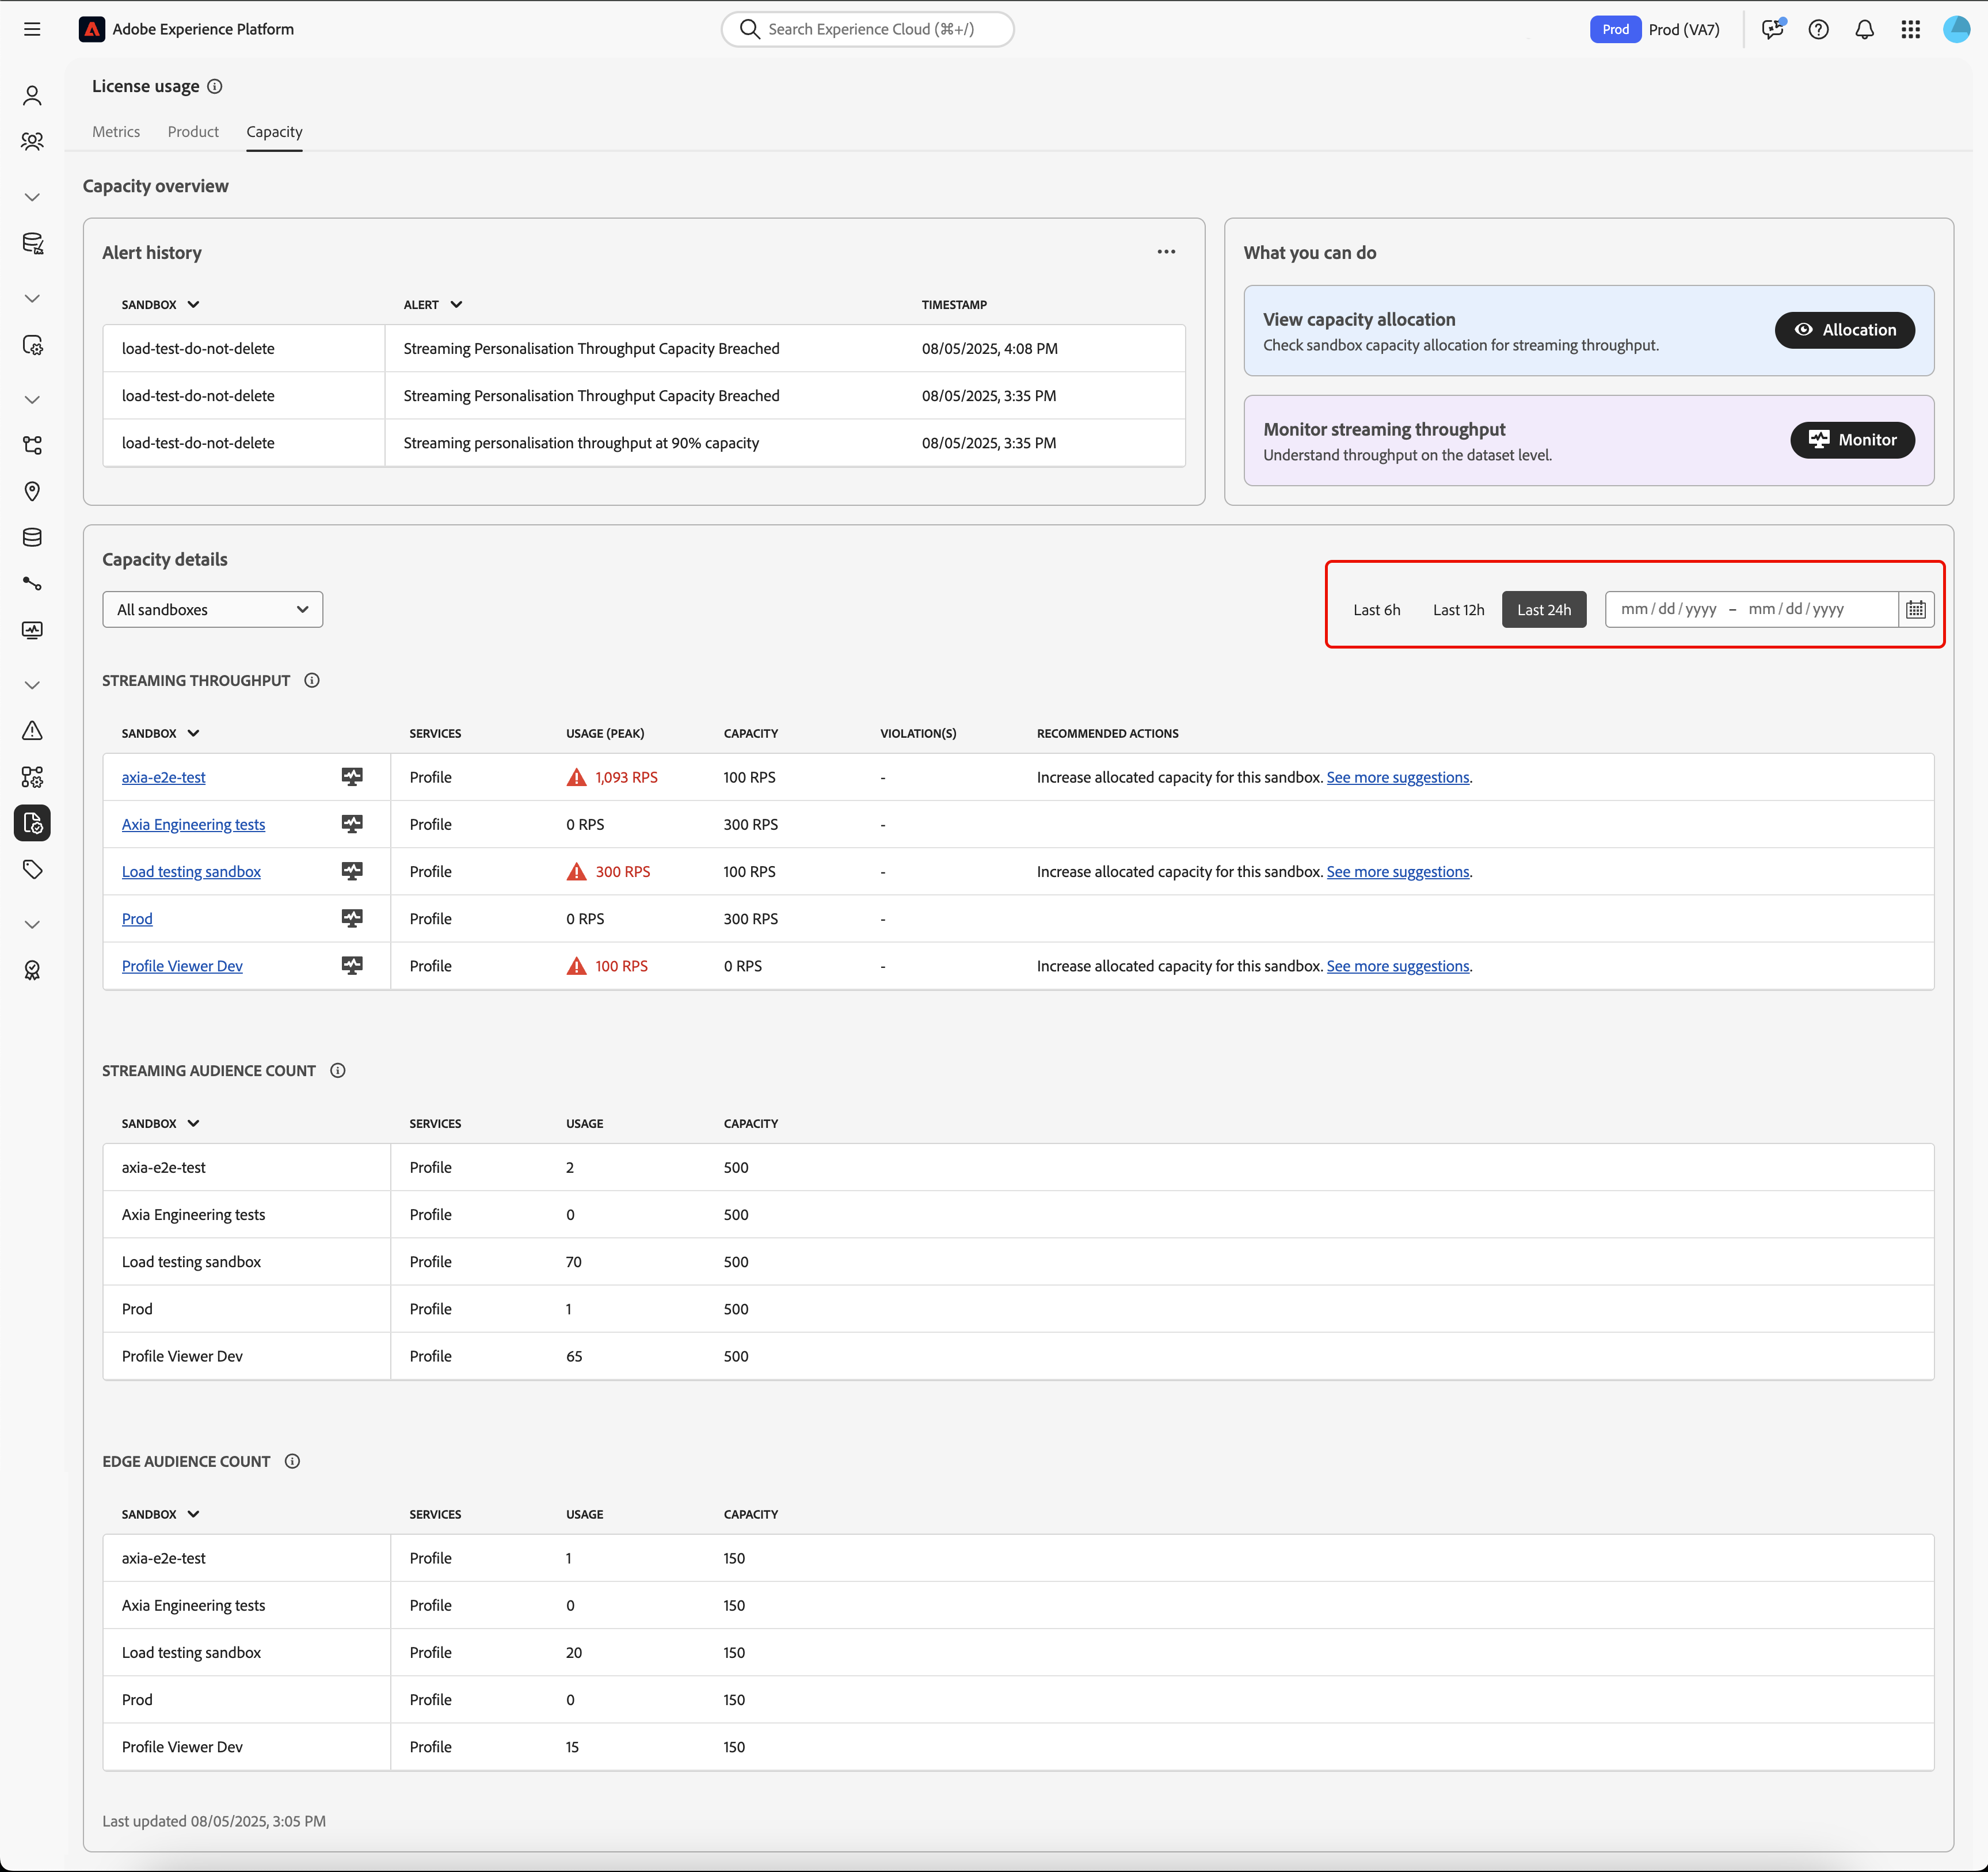 Adobe Experience Platform
Search Experience Cloud (⌘+/)
Prod
Prod (VA7)
License usage
Metrics Product Capacity
Capacity overview
Alert history
SANDBOX ALERT TIMESTAMP
load-test-do-not-delete Streaming Personalisation Throughput Capacity Breached 08/05/2025, 4:08 PM
load-test-do-not-delete Streaming Personalisation Throughput Capacity Breached 08/05/2025, 3:35 PM
load-test-do-not-delete Streaming personalisation throughput at 90% capacity 08/05/2025, 3:35 PM
What you can do
View capacity allocation
Check sandbox capacity allocation for streaming throughput.
Allocation
Monitor streaming throughput
Understand throughput on the dataset level.
Monitor
Capacity details
All sandboxes
Last 6h Last 12h Last 24h mm / dd / yyyy – mm / dd / yyyy
STREAMING THROUGHPUT
SANDBOX SERVICES USAGE (PEAK) CAPACITY VIOLATION(S) RECOMMENDED ACTIONS
axia-e2e-test Profile 1,093 RPS 100 RPS - Increase allocated capacity for this sandbox. See more suggestions.
Axia Engineering tests Profile 0 RPS 300 RPS -
Load testing sandbox Profile 300 RPS 100 RPS - Increase allocated capacity for this sandbox. See more suggestions.
Prod Profile 0 RPS 300 RPS -
Profile Viewer Dev Profile 100 RPS 0 RPS - Increase allocated capacity for this sandbox. See more suggestions.
STREAMING AUDIENCE COUNT
SANDBOX SERVICES USAGE CAPACITY
axia-e2e-test Profile 2 500
Axia Engineering tests Profile 0 500
Load testing sandbox Profile 70 500
Prod Profile 1 500
Profile Viewer Dev Profile 65 500
EDGE AUDIENCE COUNT
SANDBOX SERVICES USAGE CAPACITY
axia-e2e-test Profile 1 150
Axia Engineering tests Profile 0 150
Load testing sandbox Profile 20 150
Prod Profile 0 150
Profile Viewer Dev Profile 15 150
Last updated 08/05/2025, 3:05 PM